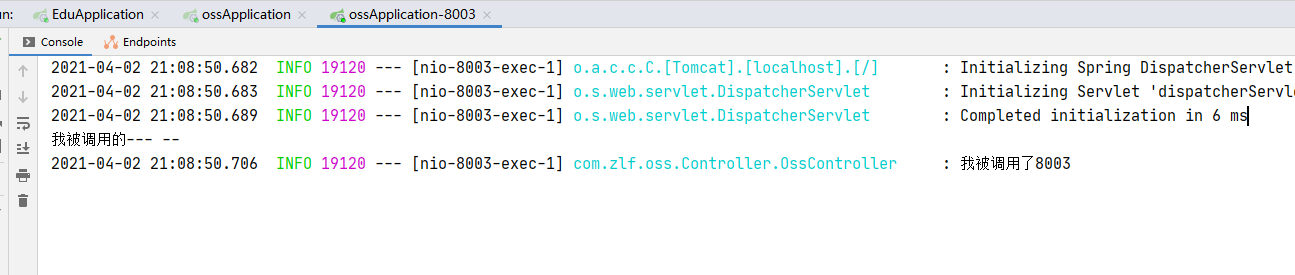 un: EduApplication ossApplication ossApplication-8003
Console Endpoints
2021-04-02 21:08:50.682 INFO 19120 --- [nio-8003-exec-1] o.a.c.c.C.[Tomcat].[localhost].[/] : Initializing Spring DispatcherServlet
2021-04-02 21:08:50.683 INFO 19120 --- [nio-8003-exec-1] o.s.web.servlet.DispatcherServlet : Initializing Servlet 'dispatcherServle
2021-04-02 21:08:50.689 INFO 19120 --- [nio-8003-exec-1] o.s.web.servlet.DispatcherServlet : Completed initialization in 6 ms
我被调用的--- --
2021-04-02 21:08:50.706 INFO 19120 --- [nio-8003-exec-1] com.zlf.oss.Controller.OssController : 我被调用了8003